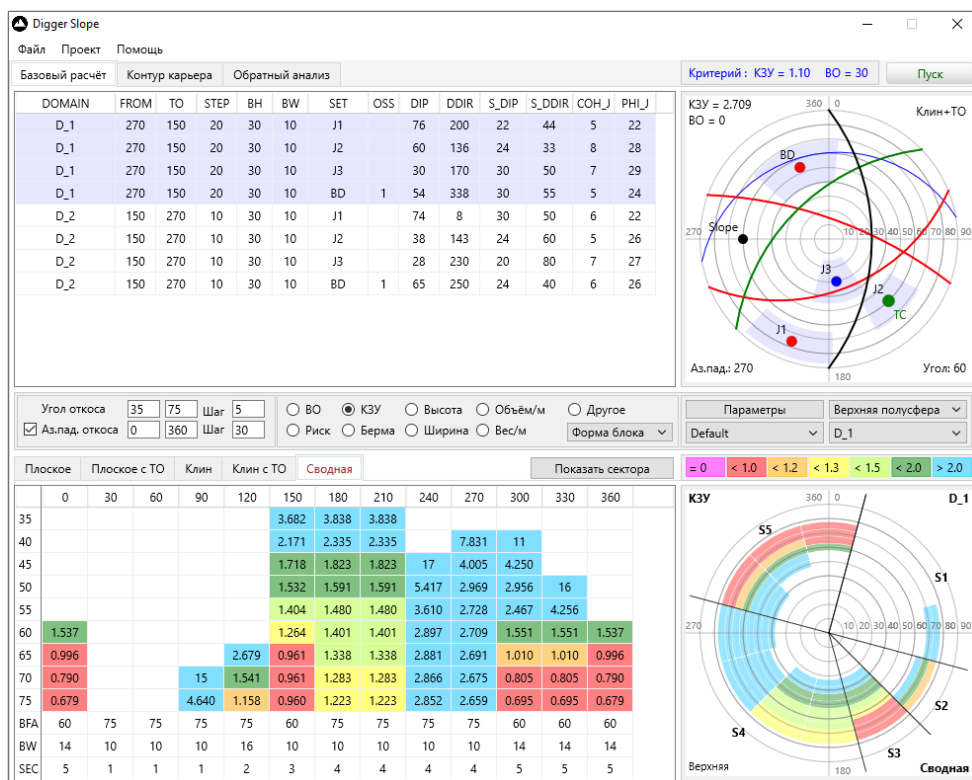 Digger Slope
Файл Проект Помощь
Базовый расчёт Контур карьера Обратный анализ
Критерий : КЗУ = 1.10 ВО = 30 Пуск
DOMAIN FROM TO STEP BH BW SET OSS DIP DDIR S_DIP S_DDIR COH_J PHI_J
D_1 270 150 20 30 10 J1 76 200 22 44 5 22
D_1 270 150 20 30 10 J2 60 136 24 33 8 28
D_1 270 150 20 30 10 J3 30 170 30 50 7 29
D_1 270 150 20 30 10 BD 1 54 338 30 55 5 24
D_2 150 270 10 30 10 J1 74 8 30 50 6 22
D_2 150 270 10 30 10 J2 38 143 24 60 5 26
D_2 150 270 10 30 10 J3 28 230 20 80 7 27
D_2 150 270 10 30 10 BD 1 65 250 24 40 6 26
КЗУ = 2.709 360 0 Клин+ТО
ВО = 0
BD
Slope
270 10 20 30 40 50 60 70 80 90
J3
J2
TC
J1
Аз.пад.: 270 180 Угол: 60
Угол откоса 35 75 Шаг 5
Аз.пад. откоса 0 360 Шаг 30
ВО КЗУ Высота Объём/м Другое
Риск Берма Ширина Вес/м Форма блока
Параметры Верхняя полусфера
Default D_1
Плоское Плоское с ТО Клин Клин с ТО Сводная Показать сектора
= 0 < 1.0 < 1.2 < 1.3 < 1.5 < 2.0 > 2.0
0 30 60 90 120 150 180 210 240 270 300 330 360
35 3.682 3.838 3.838
40 2.171 2.335 2.335 7.831 11
45 1.718 1.823 1.823 17 4.005 4.250
50 1.532 1.591 1.591 5.417 2.969 2.956 16
55 1.404 1.480 1.480 3.610 2.728 2.467 4.256
60 1.537 1.264 1.401 1.401 2.897 2.709 1.551 1.551 1.537
65 0.996 2.679 0.961 1.338 1.338 2.881 2.691 1.010 1.010 0.996
70 0.790 15 1.541 0.961 1.283 1.283 2.866 2.675 0.805 0.805 0.790
75 0.679 4.640 1.158 0.960 1.223 1.223 2.852 2.659 0.695 0.695 0.679
BFA 60 75 75 75 75 60 75 75 75 75 60 60 60
BW 14 10 10 10 16 10 10 10 10 10 14 14 14
SEC 5 1 1 1 2 3 4 4 4 4 5 5 5
КЗУ 360 0 D_1
S5
S1
270 10 20 30 40 50 60 70 80 90
S2
S4
S3
Верхняя 180 Сводная